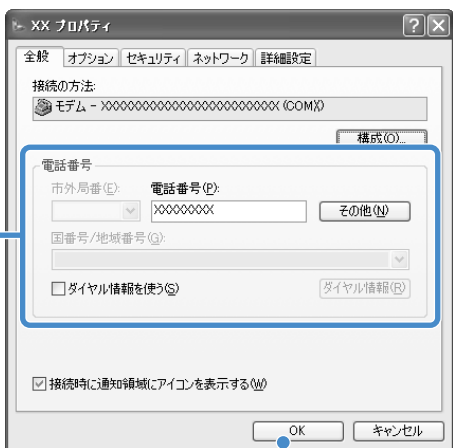 XX プロパティ
全般 オプション セキュリティ ネットワーク 詳細設定
接続の方法:
モデム - XXXXXXXXXXXXXXXXXXXXXXX (COMX)
構成(O)...
電話番号
市外局番(E): 電話番号(P):
XXXXXXXX その他(N)
国番号/地域番号(G):
ダイヤル情報を使う(S) ダイヤル情報(R)
接続時に通知領域にアイコンを表示する(W)
OK キャンセル